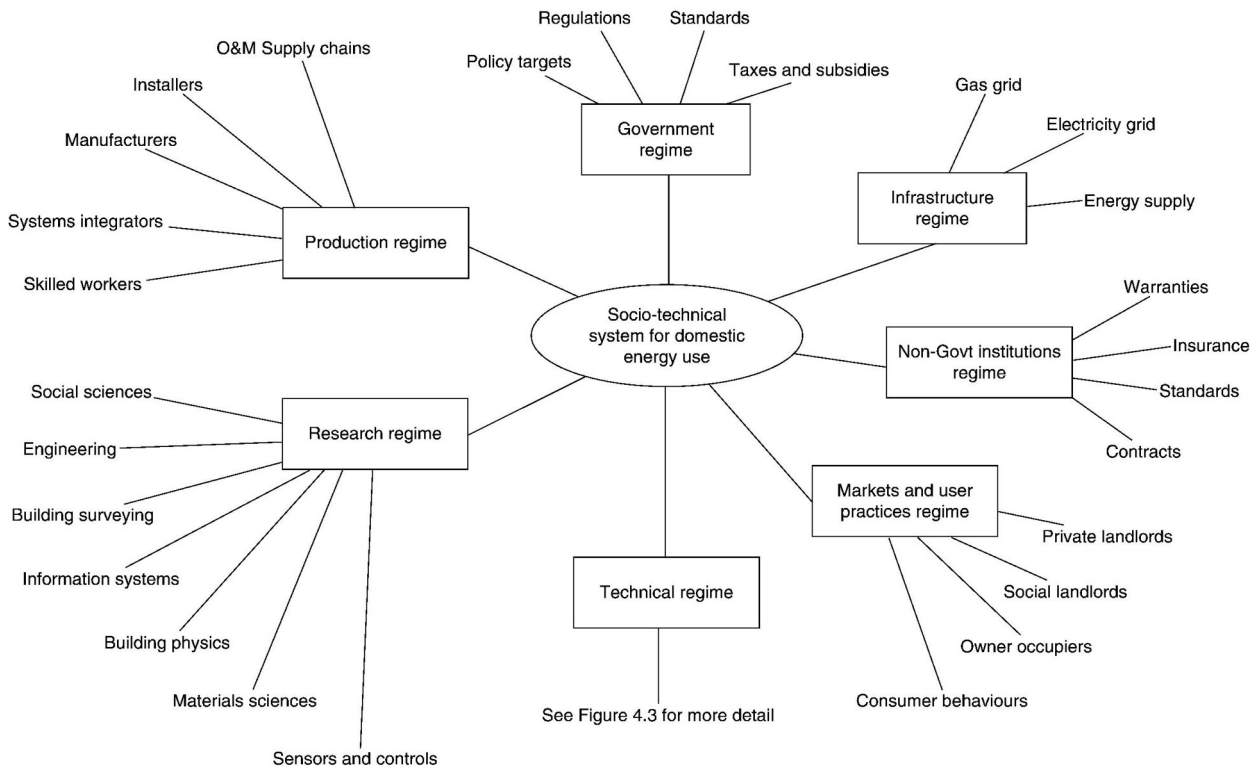 Regulations
Standards
O&M Supply chains
Policy targets
Taxes and subsidies
Installers
Gas grid
Manufacturers
Government
regime
Electricity grid
Infrastructure
regime
Energy supply
Systems integrators
Production regime
Skilled workers
Warranties
Socio-technical
system for domestic
energy use
Non-Govt institutions
regime
Insurance
Standards
Contracts
Social sciences
Research regime
Engineering
Building surveying
Markets and user
practices regime
Private landlords
Information systems
Technical regime
Social landlords
Building physics
Owner occupiers
Materials sciences
Consumer behaviours
See Figure 4.3 for more detail
Sensors and controls